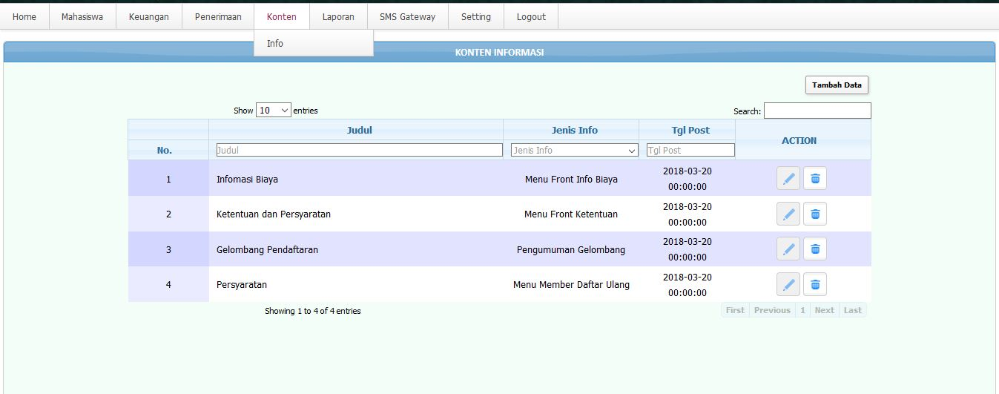 Home Mahasiswa Keuangan Penerimaan Konten Laporan SMS Gateway Setting Logout
Info
KONTEN INFORMASI
Tambah Data
Show 10 entries Search:
Judul Jenis Info Tgl Post
No. ACTION
Judul Jenis Info Tgl Post
1 Infomasi Biaya Menu Front Info Biaya 2018-03-20
00:00:00
2 Ketentuan dan Persyaratan Menu Front Ketentuan 2018-03-20
00:00:00
3 Gelombang Pendaftaran Pengumuman Gelombang 2018-03-20
00:00:00
4 Persyaratan Menu Member Daftar Ulang 2018-03-20
00:00:00
Showing 1 to 4 of 4 entries First Previous 1 Next Last